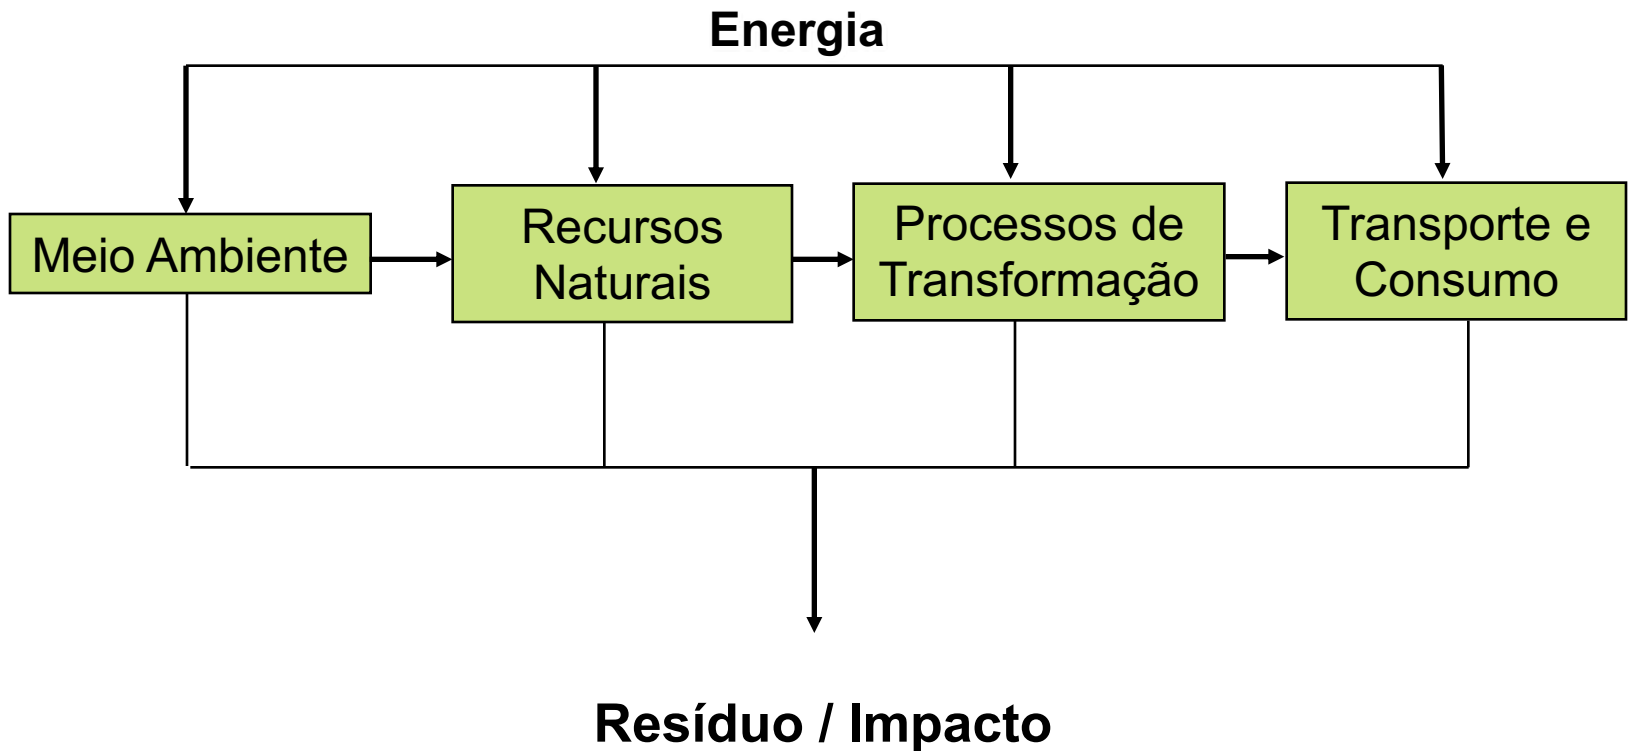 Energia
Meio Ambiente
Recursos
Naturais
Processos de
Transformação
Transporte e
Consumo
Resíduo / Impacto